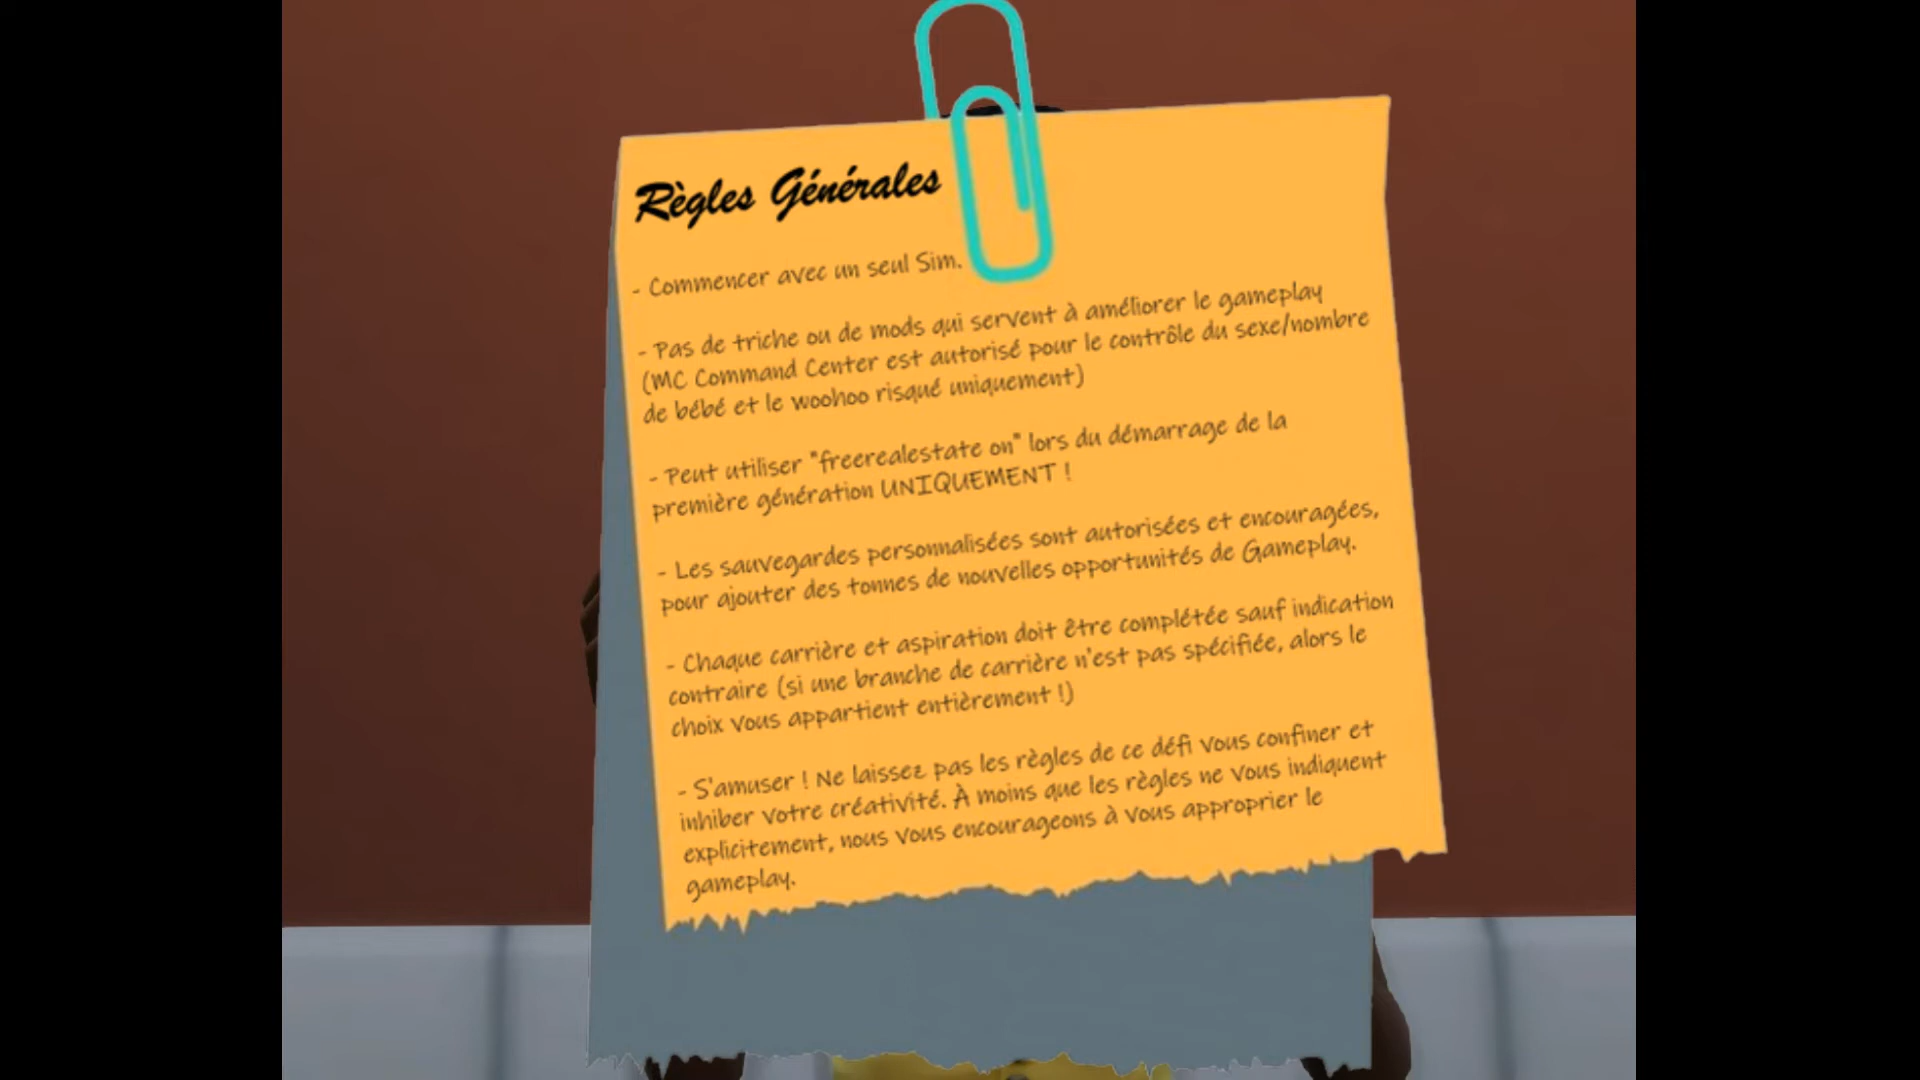 Règles Générales
- Commencer avec un seul Sim.
- Pas de triche ou de mods qui servent à améliorer le gameplay
(MC Command Center est autorisé pour le contrôle du sexe/nombre
de bébé et le woohoo risqué uniquement)
- Peut utiliser "freerealestate on" lors du démarrage de la
première génération UNIQUEMENT !
- Les sauvegardes personnalisées sont autorisées et encouragées,
pour ajouter des tonnes de nouvelles opportunités de Gameplay.
- Chaque carrière et aspiration doit être complétée sauf indication
contraire (si une branche de carrière n'est pas spécifiée, alors le
choix vous appartient entièrement !)
- S'amuser ! Ne laissez pas les règles de ce défi vous confiner et
inhiber votre créativité. À moins que les règles ne vous indiquent
explicitement, nous vous encourageons à vous approprier le
gameplay.